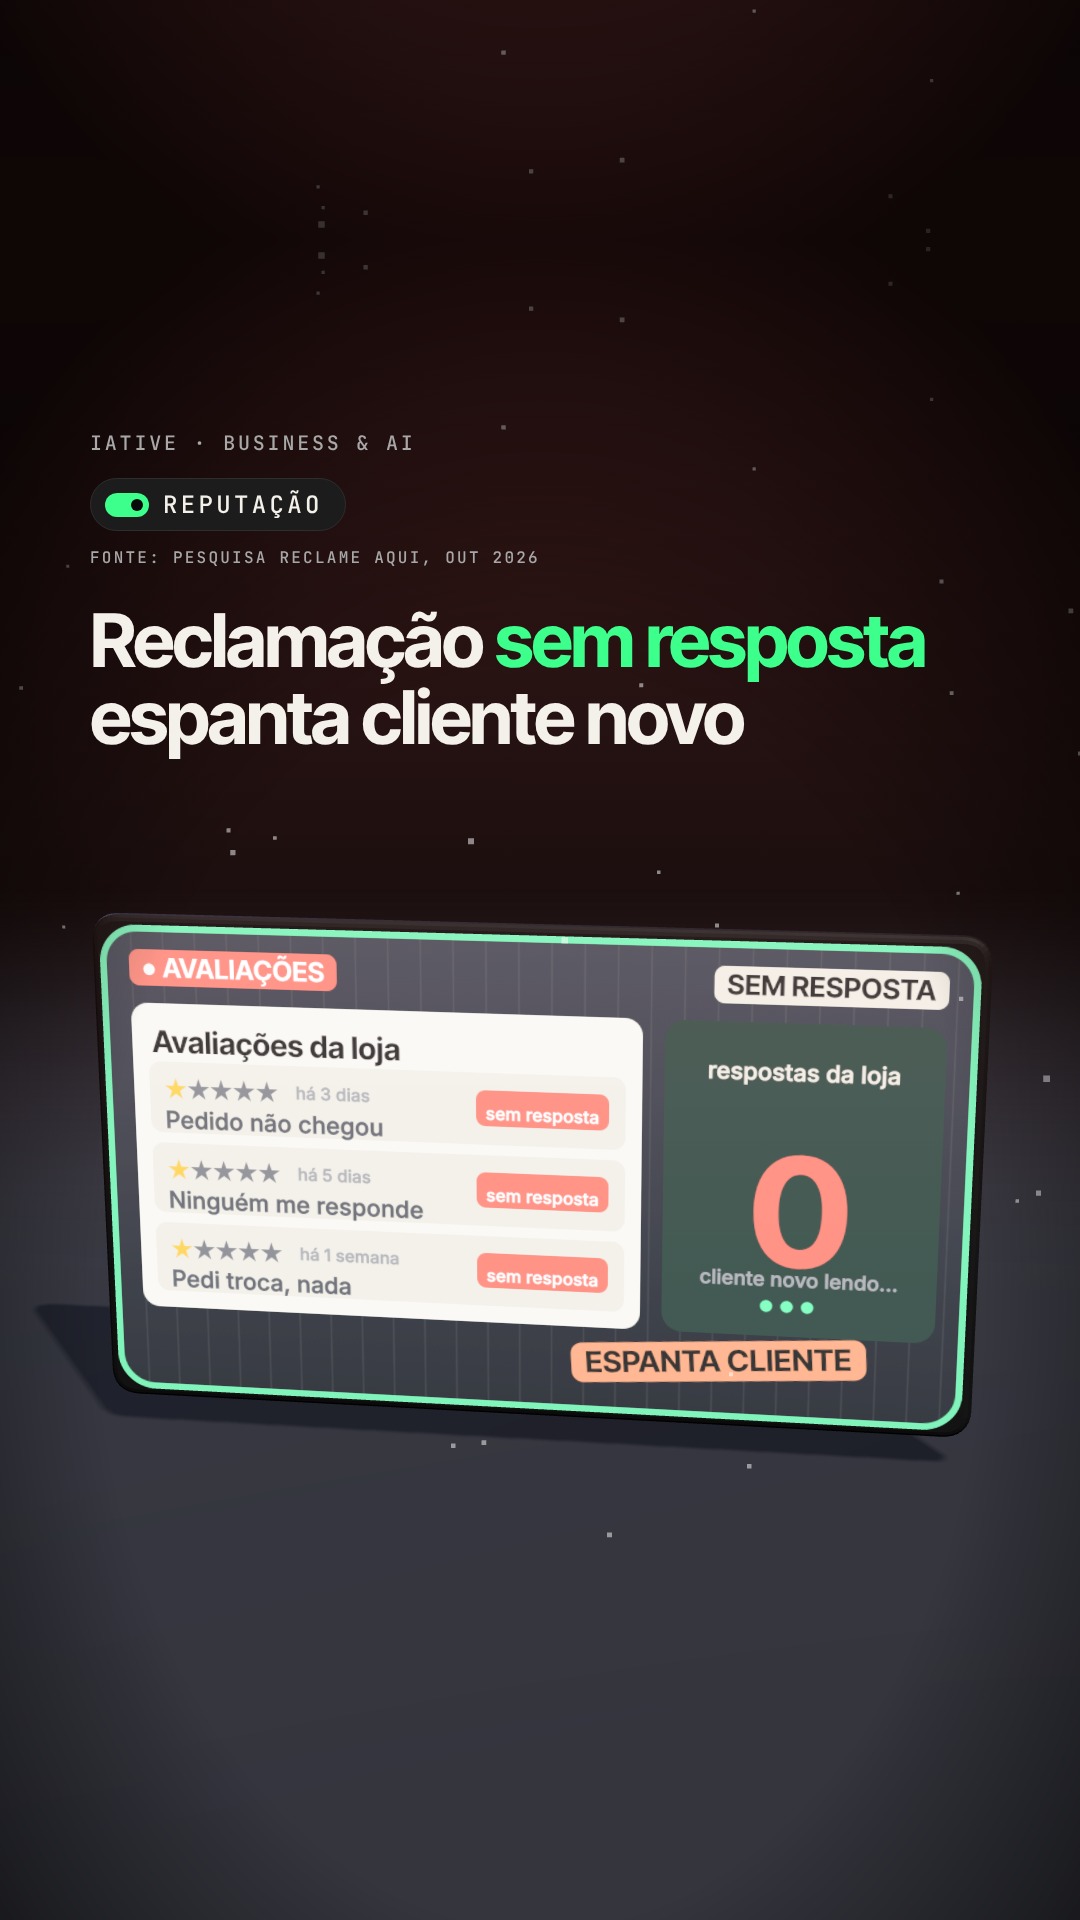 IATIVE · BUSINESS & AI
REPUTAÇÃO
FONTE: PESQUISA RECLAME AQUI, OUT 2026
Reclamação sem resposta
espanta cliente novo
AVALIAÇÕES
SEM RESPOSTA
Avaliações da loja
há 3 dias
Pedido não chegou
sem resposta
há 5 dias
Ninguém me responde
sem resposta
há 1 semana
Pedi troca, nada
sem resposta
respostas da loja
0
cliente novo lendo...
ESPANTA CLIENTE